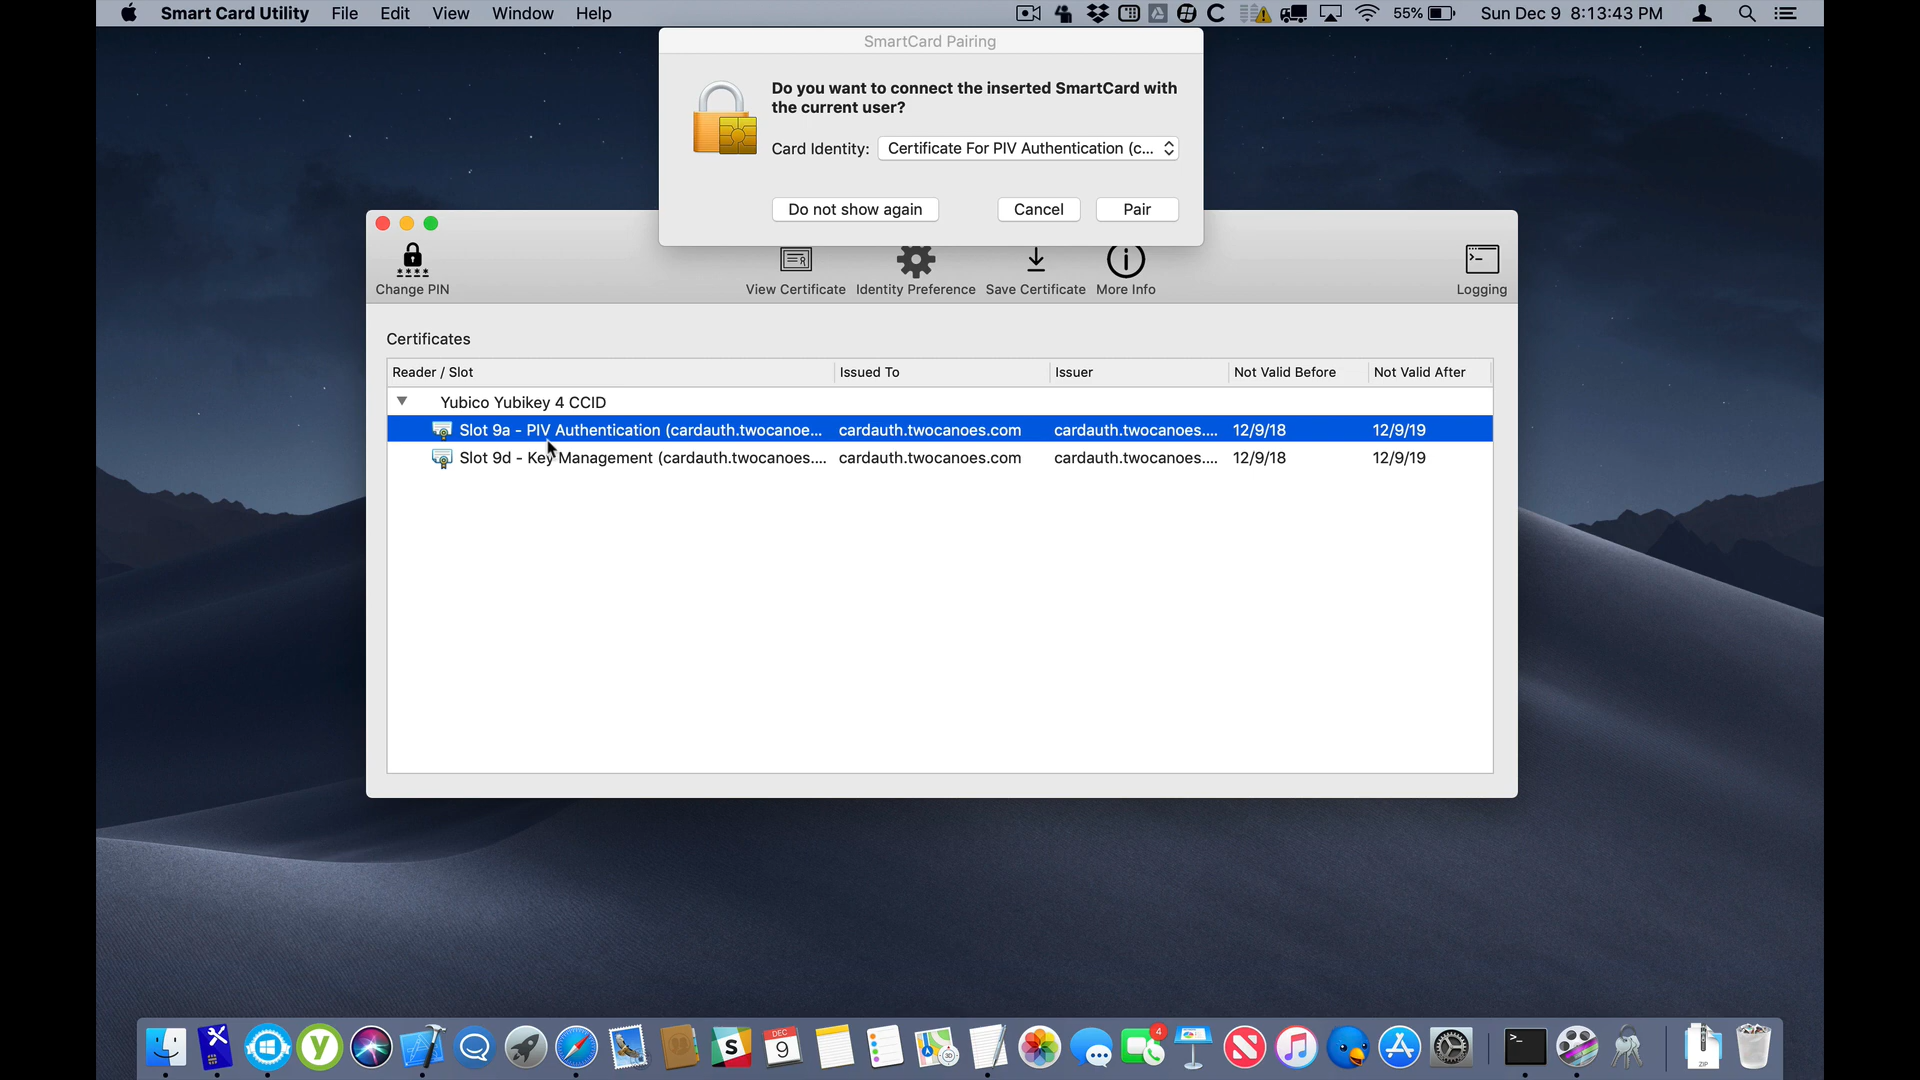 Smart Card Utility File Edit View Window Help 55% Sun Dec 9 8:13:43 PM
SmartCard Pairing
Do you want to connect the inserted SmartCard with
the current user?
Card Identity: Certificate For PIV Authentication (c...
Do not show again Cancel Pair
Change PIN View Certificate Identity Preference Save Certificate More Info Logging
Certificates
Reader / Slot Issued To Issuer Not Valid Before Not Valid After
Yubico Yubikey 4 CCID
Slot 9a - PIV Authentication (cardauth.twocanoe... cardauth.twocanoes.com cardauth.twocanoes.... 12/9/18 12/9/19
Slot 9d - Key Management (cardauth.twocanoes.... cardauth.twocanoes.com cardauth.twocanoes.... 12/9/18 12/9/19
y S DEC 9 4 ZIP